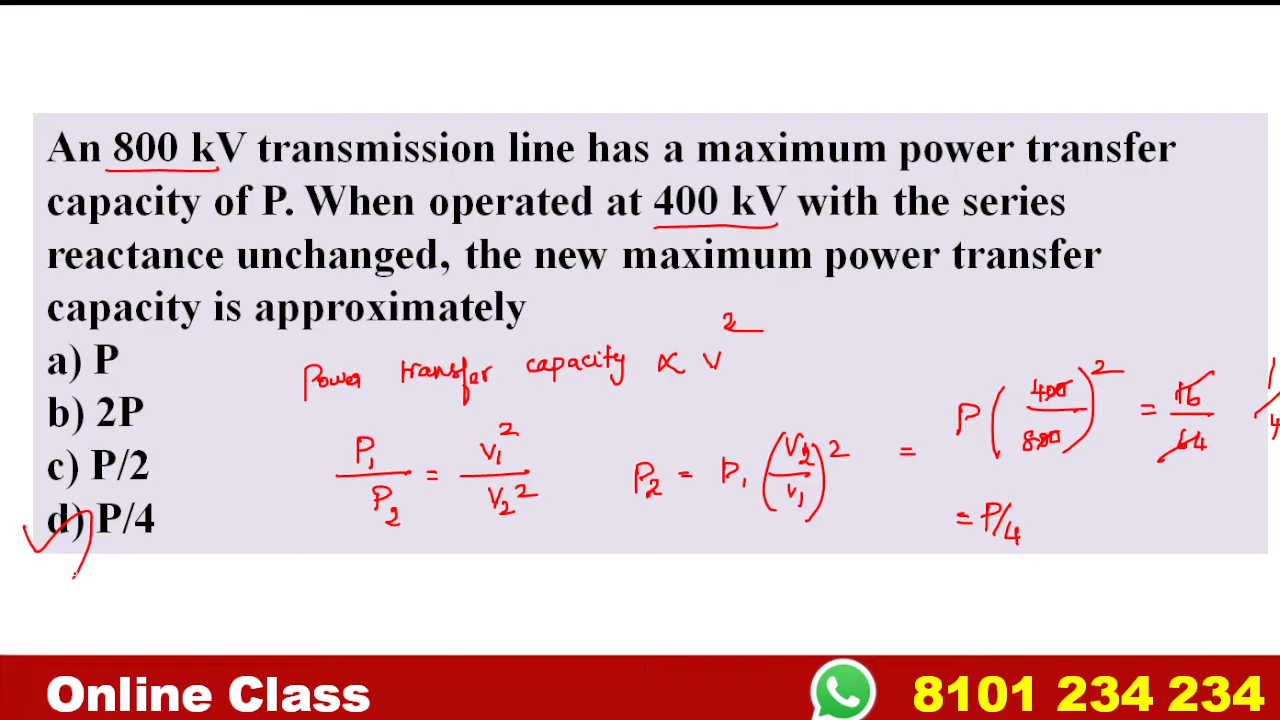 An 800 kV transmission line has a maximum power transfer
capacity of P. When operated at 400 kV with the series
reactance unchanged, the new maximum power transfer
capacity is approximately
a) P
b) 2P
c) P/2
d) P/4
Power transfer capacity ∝ V²
P₁/P₂ = V₁²/V₂²
P₂ = P₁ (V₂/V₁)² = P (400/800)² = 16/64 1/4
= P/4
Online Class
8101 234 234